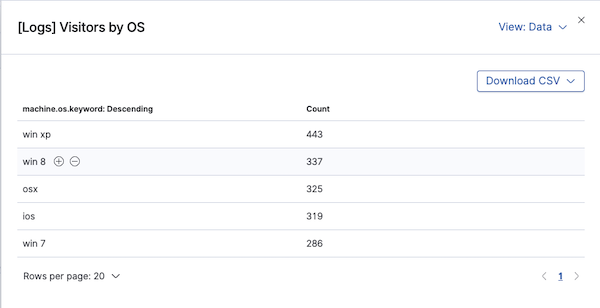 [Logs] Visitors by OS
View: Data
Download CSV
machine.os.keyword: Descending Count
win xp 443
win 8 337
osx 325
ios 319
win 7 286
Rows per page: 20
1